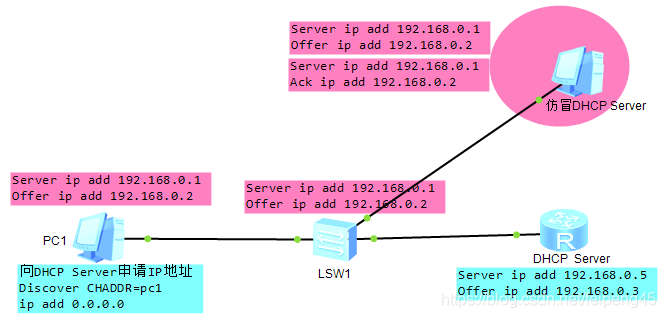 Server ip add 192.168.0.1
Offer ip add 192.168.0.2
Server ip add 192.168.0.1
Ack ip add 192.168.0.2
仿冒DHCP Server
Server ip add 192.168.0.1
Offer ip add 192.168.0.2
Server ip add 192.168.0.1
Offer ip add 192.168.0.2
PC1
LSW1
R
DHCP Server
向DHCP Server申请IP地址
Discover CHADDR=pc1
ip add 0.0.0.0
Server ip add 192.168.0.5
Offer ip add 192.168.0.3